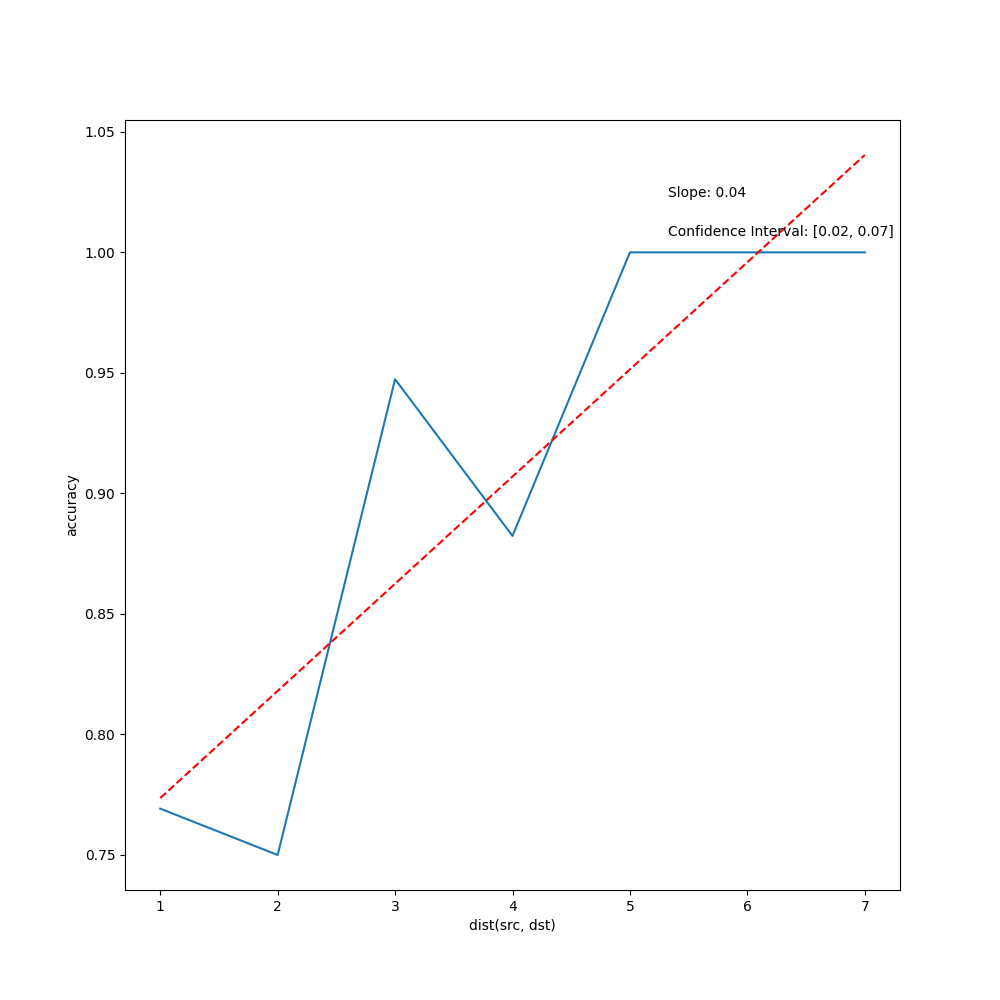 1.05
1.00
0.95
0.90
0.85
0.80
0.75
accuracy
Slope: 0.04
Confidence Interval: [0.02, 0.07]
1 2 3 4 5 6 7
dist(src, dst)